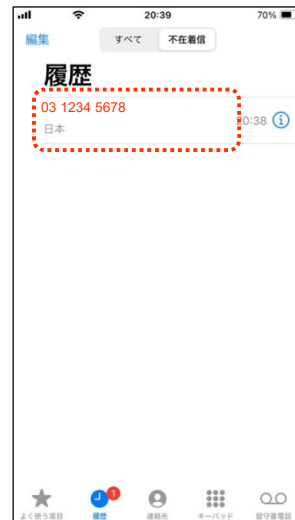 20:39 70%
編集 すべて 不在着信
履歴
03 1234 5678
日本
20:38
1
よく使う項目 履歴 連絡先 キーパッド 留守番電話